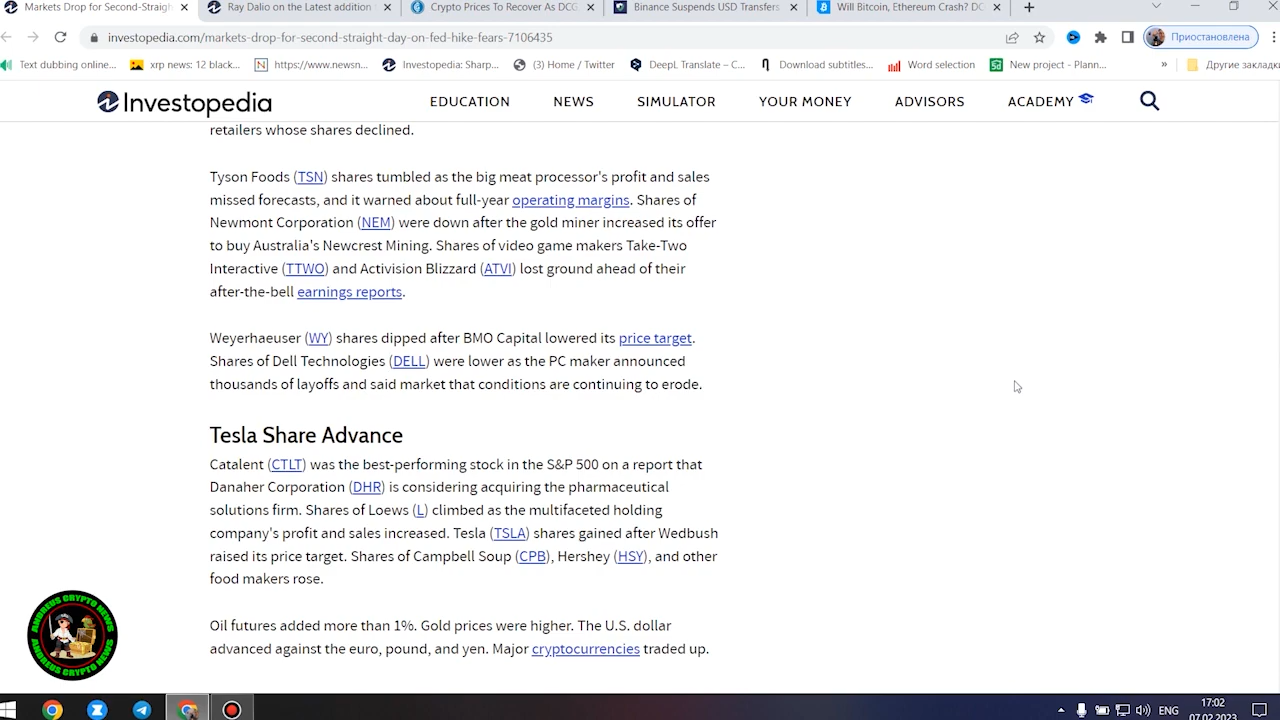 Markets Drop for Second-Straigh
Ray Dalio on the Latest addition
Crypto Prices To Recover As DCG
Binance Suspends USD Transfers
Will Bitcoin, Ethereum Crash? DC
investopedia.com/markets-drop-for-second-straight-day-on-fed-hike-fears-7106435
Приостановлена
Text dubbing online...
xrp news: 12 black...
https://www.newsn...
Investopedia: Sharp...
(3) Home / Twitter
DeepL Translate – C...
Download subtitles...
Word selection
New project - Plann...
»
Другие закладки
Investopedia
EDUCATION
NEWS
SIMULATOR
YOUR MONEY
ADVISORS
ACADEMY
retailers whose shares declined.
Tyson Foods (TSN) shares tumbled as the big meat processor's profit and sales
missed forecasts, and it warned about full-year operating margins. Shares of
Newmont Corporation (NEM) were down after the gold miner increased its offer
to buy Australia's Newcrest Mining. Shares of video game makers Take-Two
Interactive (TTWO) and Activision Blizzard (ATVI) lost ground ahead of their
after-the-bell earnings reports.
Weyerhaeuser (WY) shares dipped after BMO Capital lowered its price target.
Shares of Dell Technologies (DELL) were lower as the PC maker announced
thousands of layoffs and said market that conditions are continuing to erode.
Tesla Share Advance
Catalent (CTLT) was the best-performing stock in the S&P 500 on a report that
Danaher Corporation (DHR) is considering acquiring the pharmaceutical
solutions firm. Shares of Loews (L) climbed as the multifaceted holding
company's profit and sales increased. Tesla (TSLA) shares gained after Wedbush
raised its price target. Shares of Campbell Soup (CPB), Hershey (HSY), and other
food makers rose.
Oil futures added more than 1%. Gold prices were higher. The U.S. dollar
advanced against the euro, pound, and yen. Major cryptocurrencies traded up.
ANDREUS CRYPTO NEWS
ANDREUS CRYPTO NEWS
ENG
17:02
07.02.2023